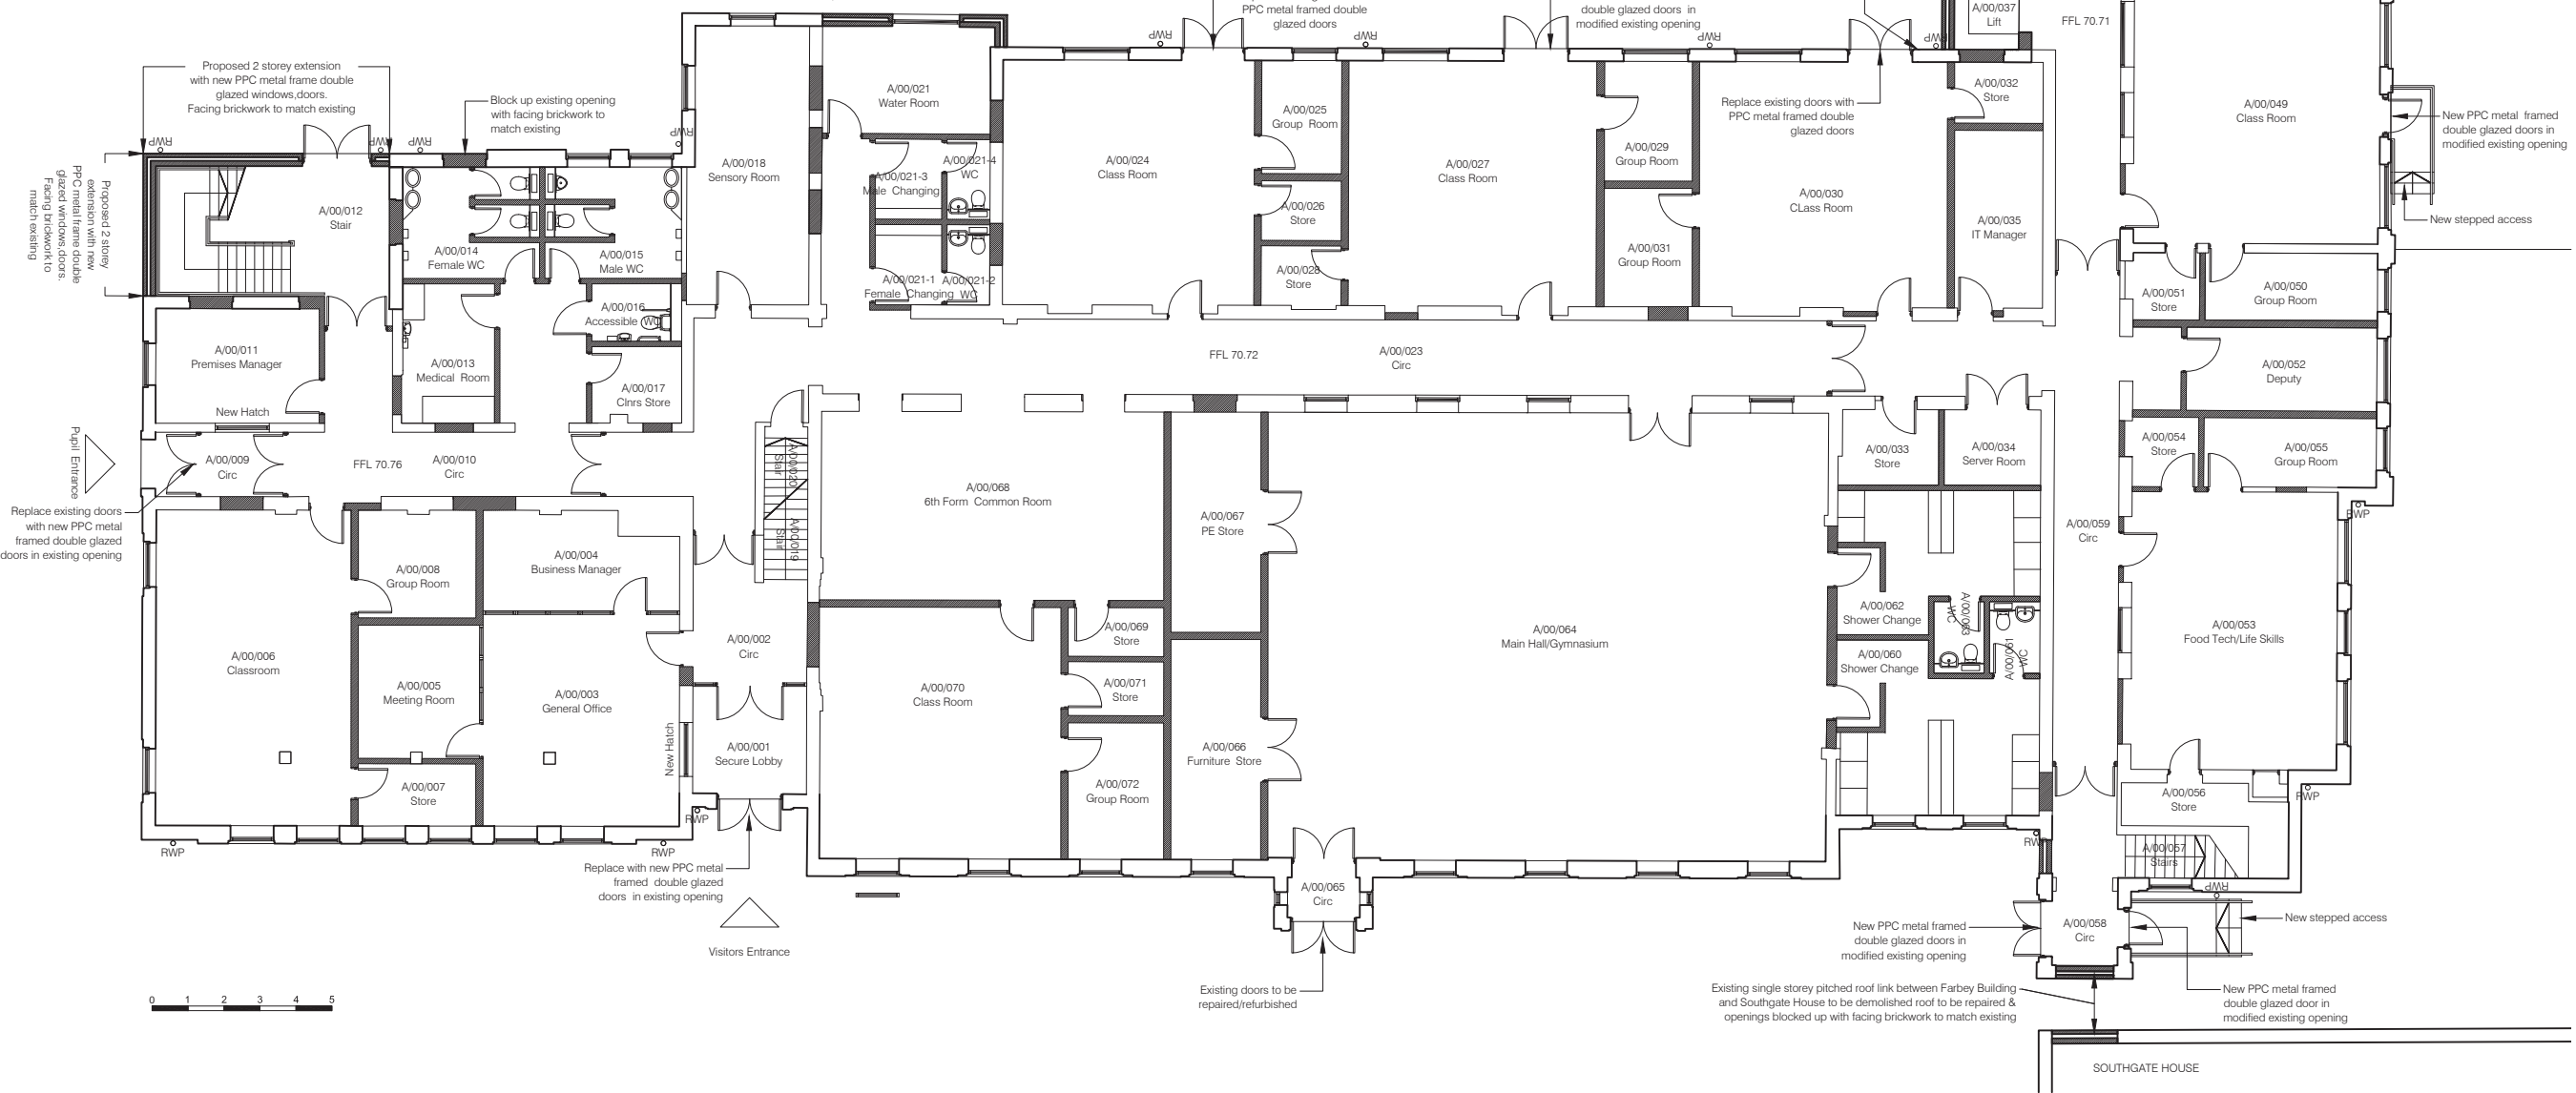 PPC metal framed double
glazed doors
double glazed doors in
modified existing opening
A/00/037
Lift
FFL 70.71
RWP
RWP
RWP
RWP
Proposed 2 storey extension
with new PPC metal frame double
glazed windows,doors.
Facing brickwork to match existing
Block up existing opening
with facing brickwork to
match existing
RWP
RWP
RWP
RWP
Proposed 2 storey
extension with new
PPC metal frame double
glazed windows,doors.
Facing brickwork to
match existing
A/00/012
Stair
A/00/014
Female WC
A/00/015
Male WC
A/00/018
Sensory Room
A/00/021
Water Room
A/00/021-3
Male Changing
A/00/021-4
WC
A/00/021-1
Female Changing
A/00/021-2
WC
A/00/024
Class Room
A/00/025
Group Room
A/00/026
Store
A/00/028
Store
A/00/027
Class Room
A/00/029
Group Room
A/00/031
Group Room
Replace existing doors with
PPC metal framed double
glazed doors
A/00/030
CLass Room
A/00/032
Store
A/00/035
IT Manager
A/00/049
Class Room
New PPC metal framed
double glazed doors in
modified existing opening
New stepped access
A/00/051
Store
A/00/050
Group Room
A/00/011
Premises Manager
New Hatch
A/00/013
Medical Room
A/00/016
Accessible WC
A/00/017
Clnrs Store
FFL 70.72
A/00/023
Circ
A/00/052
Deputy
Pupil Entrance
A/00/009
Circ
FFL 70.76
A/00/010
Circ
A/00/020
Stair
A/00/019
Stair
A/00/068
6th Form Common Room
A/00/067
PE Store
A/00/033
Store
A/00/034
Server Room
A/00/054
Store
A/00/055
Group Room
RWP
Replace existing doors
with new PPC metal
framed double glazed
doors in existing opening
A/00/008
Group Room
A/00/004
Business Manager
A/00/059
Circ
A/00/006
Classroom
A/00/005
Meeting Room
A/00/003
General Office
A/00/002
Circ
A/00/069
Store
A/00/064
Main Hall/Gymnasium
A/00/062
Shower Change
A/00/063
WC
A/00/060
Shower Change
A/00/061
WC
A/00/053
Food Tech/Life Skills
A/00/070
Class Room
A/00/071
Store
New Hatch
A/00/001
Secure Lobby
A/00/066
Furniture Store
A/00/007
Store
A/00/072
Group Room
A/00/056
Store
RWP
RWP
RWP
RWP
RWP
A/00/057
Stairs
RWP
Replace with new PPC metal
framed double glazed
doors in existing opening
A/00/065
Circ
New PPC metal framed
double glazed doors in
modified existing opening
A/00/058
Circ
New stepped access
Visitors Entrance
0 1 2 3 4 5
Existing doors to be
repaired/refurbished
Existing single storey pitched roof link between Farbey Building
and Southgate House to be demolished roof to be repaired &
openings blocked up with facing brickwork to match existing
New PPC metal framed
double glazed door in
modified existing opening
SOUTHGATE HOUSE